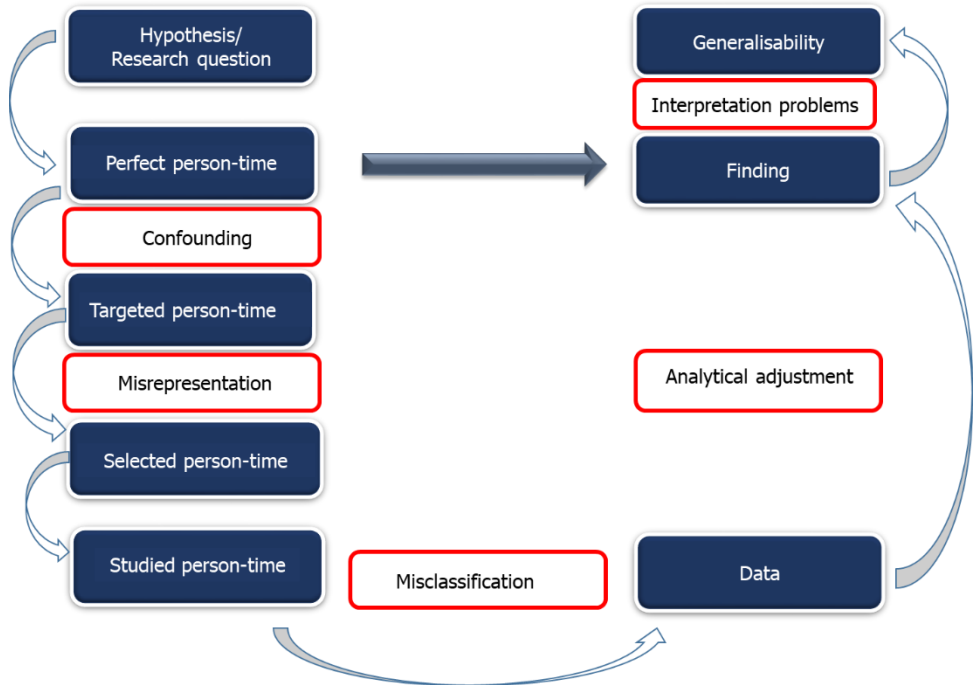 Hypothesis/
Research question
Perfect person-time
Confounding
Targeted person-time
Misrepresentation
Selected person-time
Studied person-time
Misclassification
Data
Analytical adjustment
Finding
Interpretation problems
Generalisability